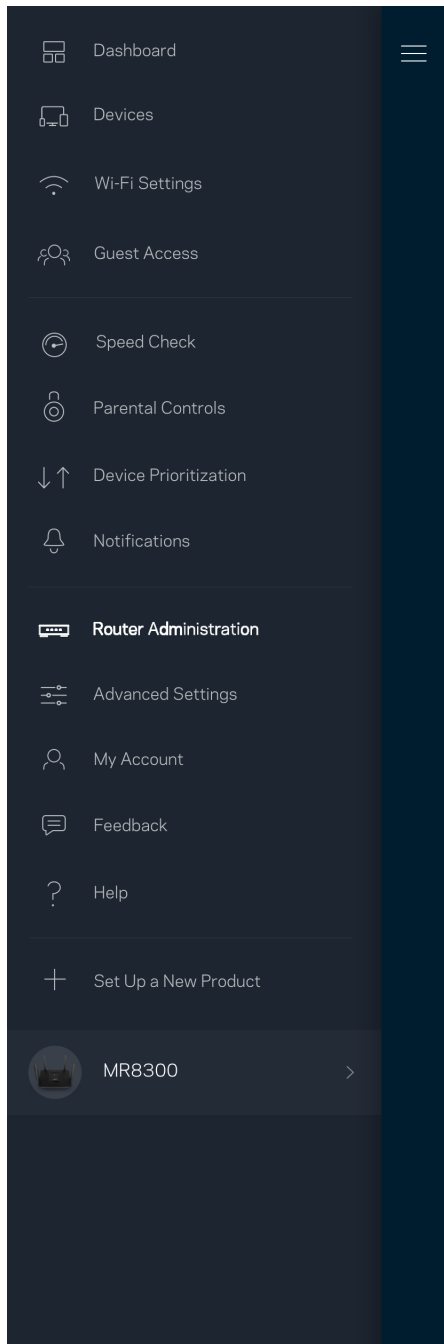 Dashboard
Devices
Wi-Fi Settings
Guest Access
Speed Check
Parental Controls
Device Prioritization
Notifications
Router Administration
Advanced Settings
My Account
Feedback
Help
Set Up a New Product
MR8300